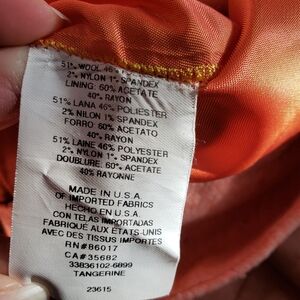 51% WOOL 46%
2% NYLON 1% SPANDEX
LINING: 60% ACETATE
40% RAYON
51% LANA 46% POLIESTER
2% NILON 1% SPANDEX
FORRO: 60% ACETATO
40% RAYON
51% LAINE 46% POLYESTER
2% NYLON 1% SPANDEX
DOUBLURE: 60% ACETATE
40% RAYONNE
MADE IN U.S.A.
OF IMPORTED FABRICS
HECHO EN U.S.A.
CON TELAS IMPORTADAS
FABRIQUÉ AUX ÉTATS-UNIS
AVEC DES TISSUS IMPORTES
RN#86017
CA#35682
33836102-6899
TANGERINE
23615